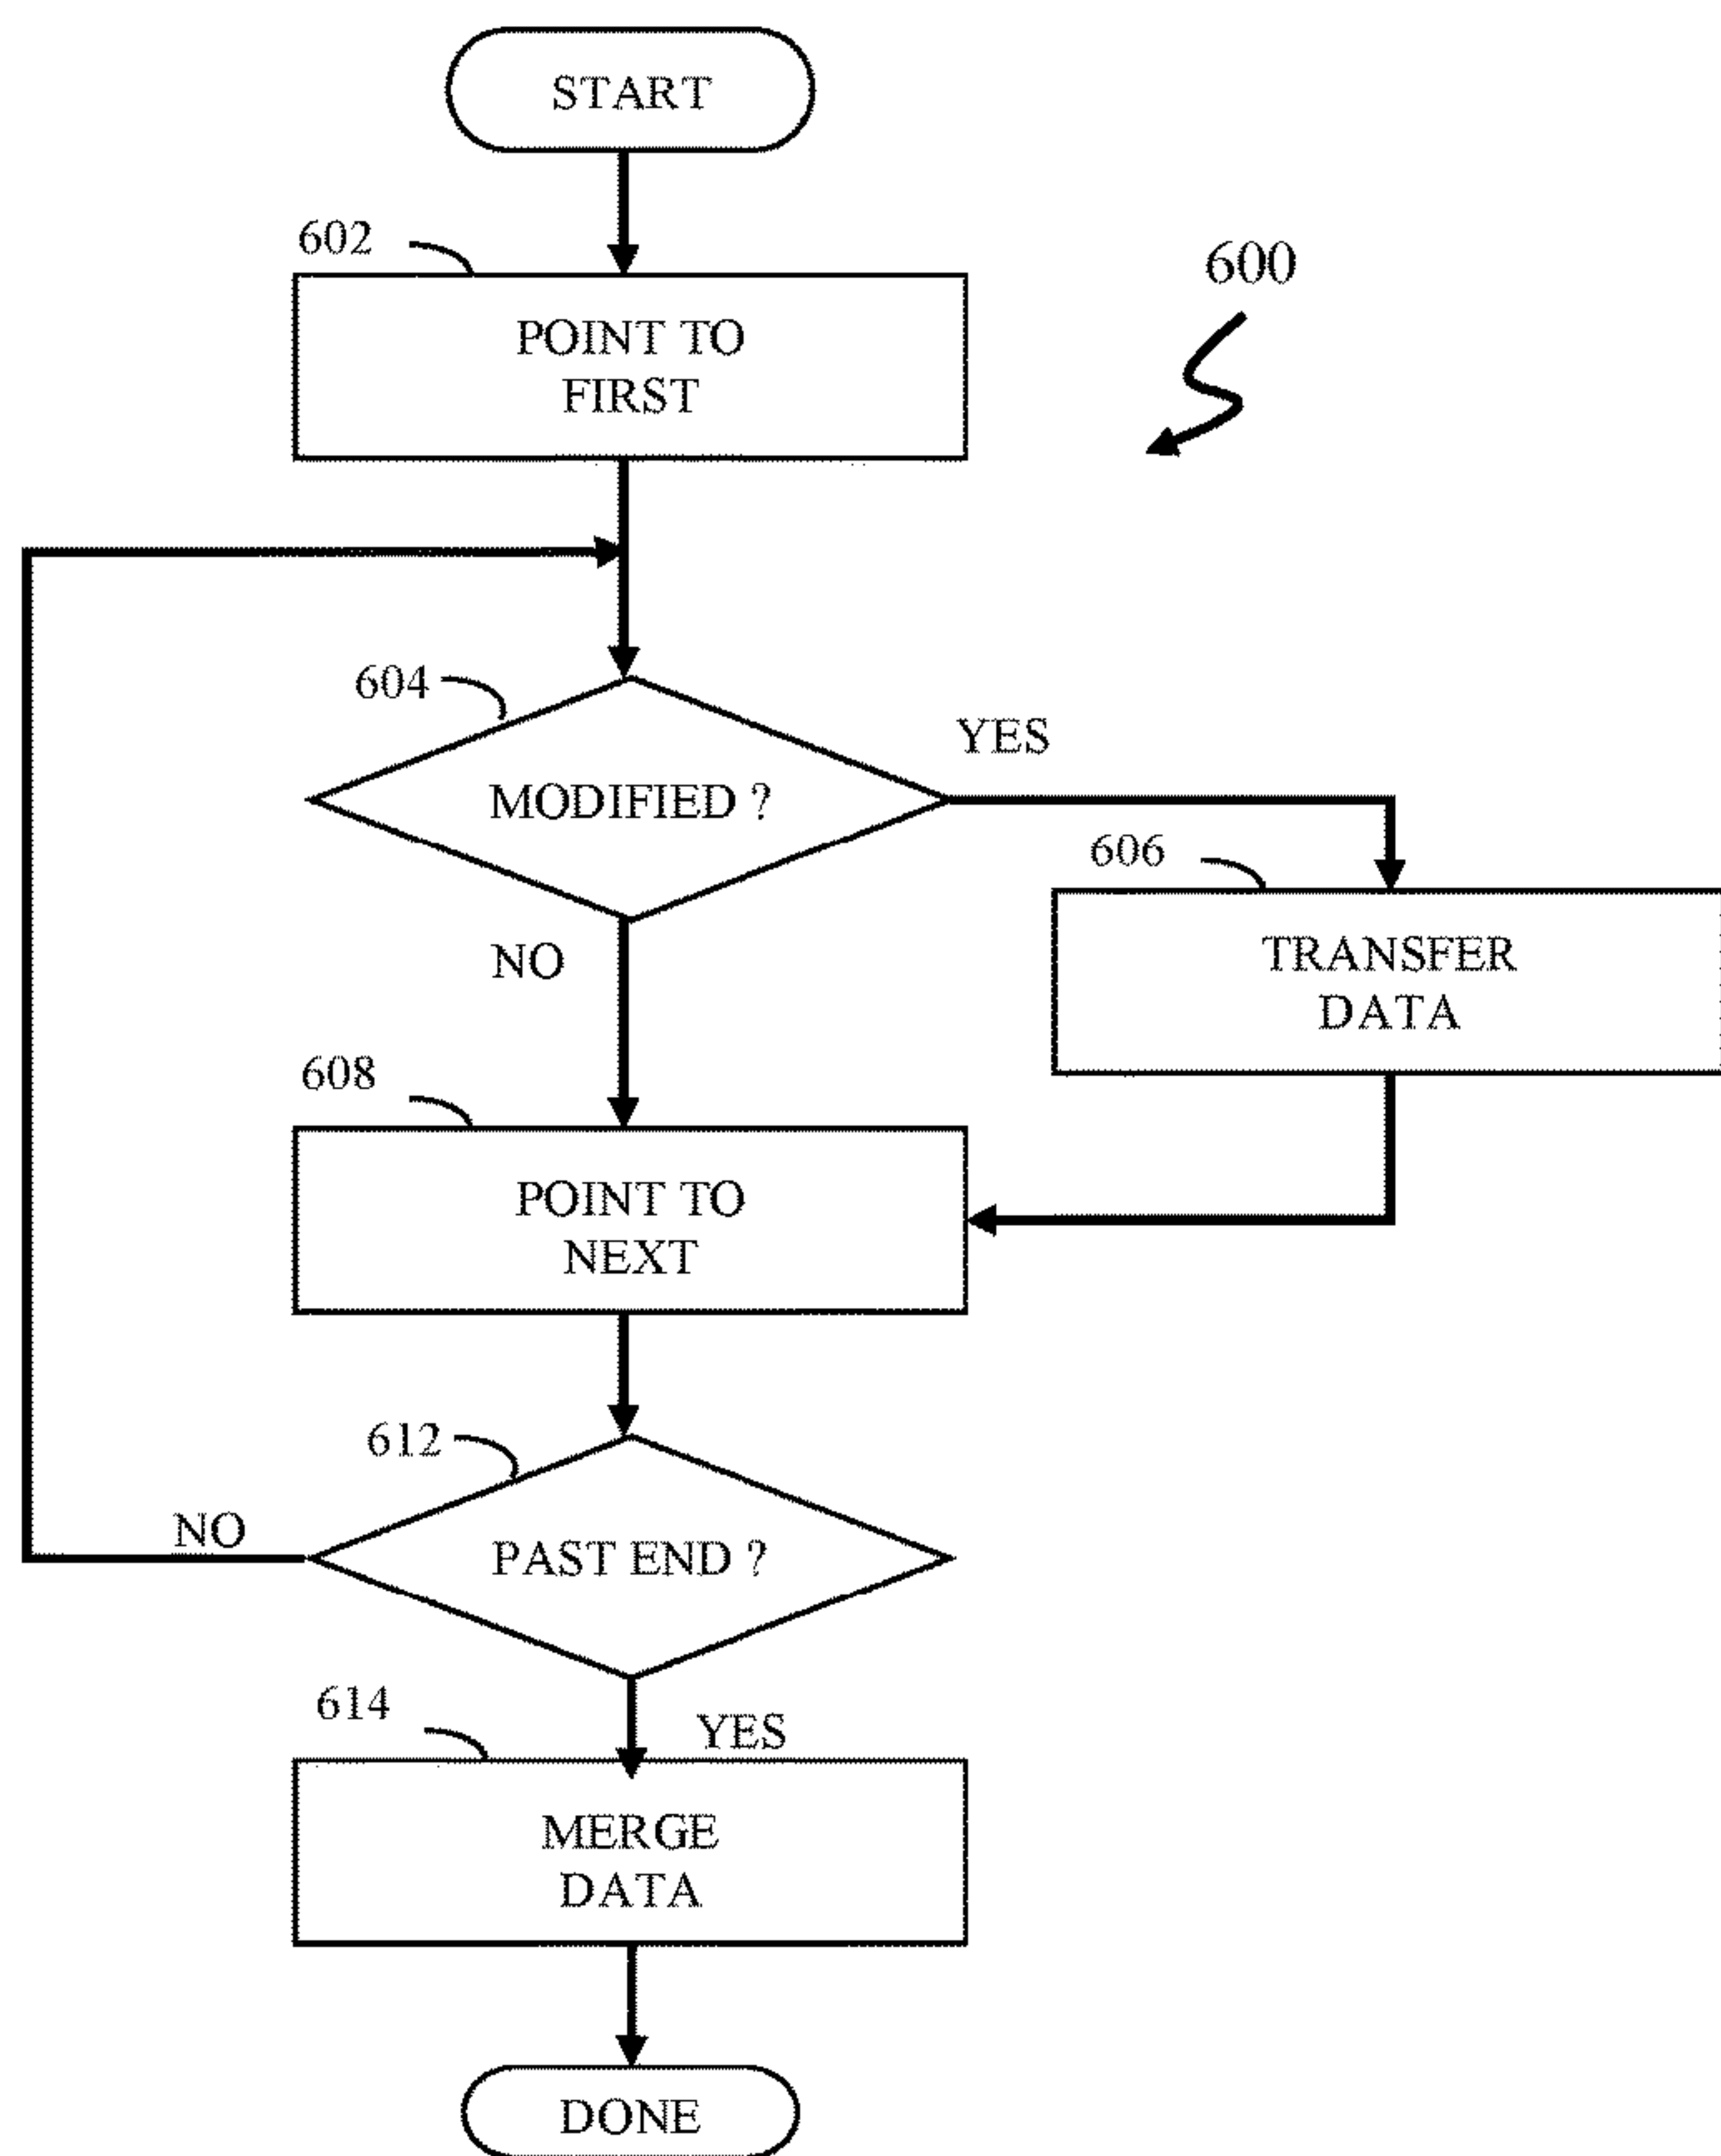 START
602
600
POINT TO
FIRST
604
YES
MODIFIED ?
606
TRANSFER
DATA
NO
608
POINT TO
NEXT
612
NO
PAST END ?
614
YES
MERGE
DATA
DONE